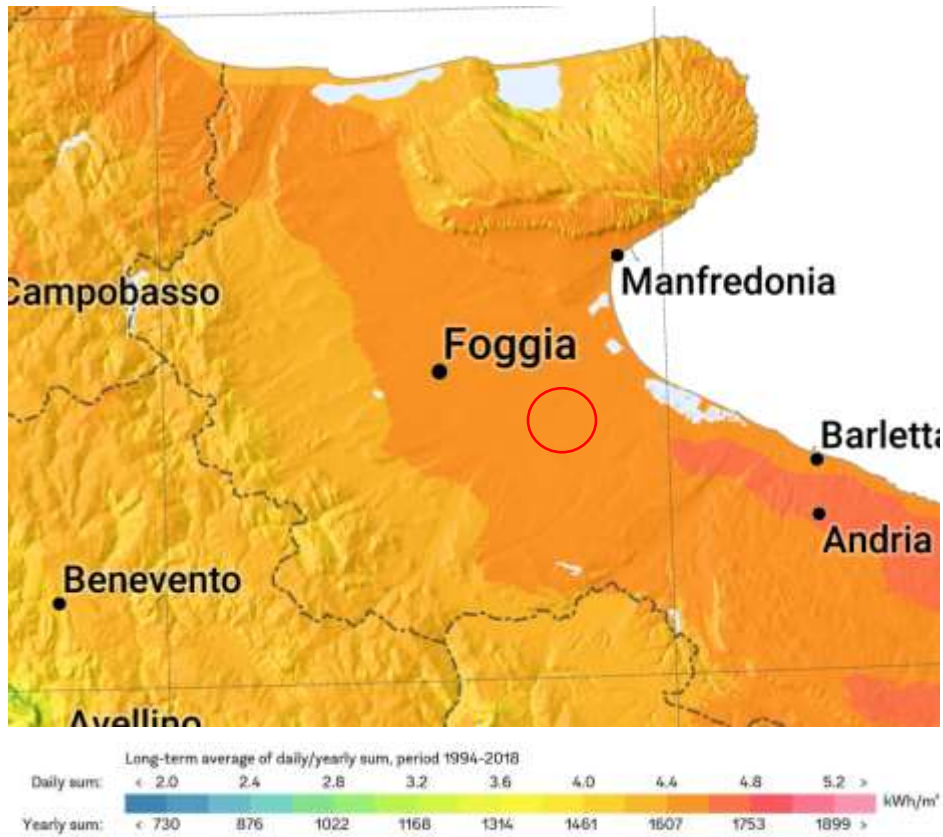 Campobasso
Manfredonia
Foggia
Barletta
Andria
Benevento
Avellino
Long-term average of daily/yearly sum, period 1994-2018
Daily sum: < 2.0 2.4 2.8 3.2 3.6 4.0 4.4 4.8 5.2 >
kWh/m²
Yearly sum: < 730 876 1022 1168 1314 1461 1607 1753 1899 >